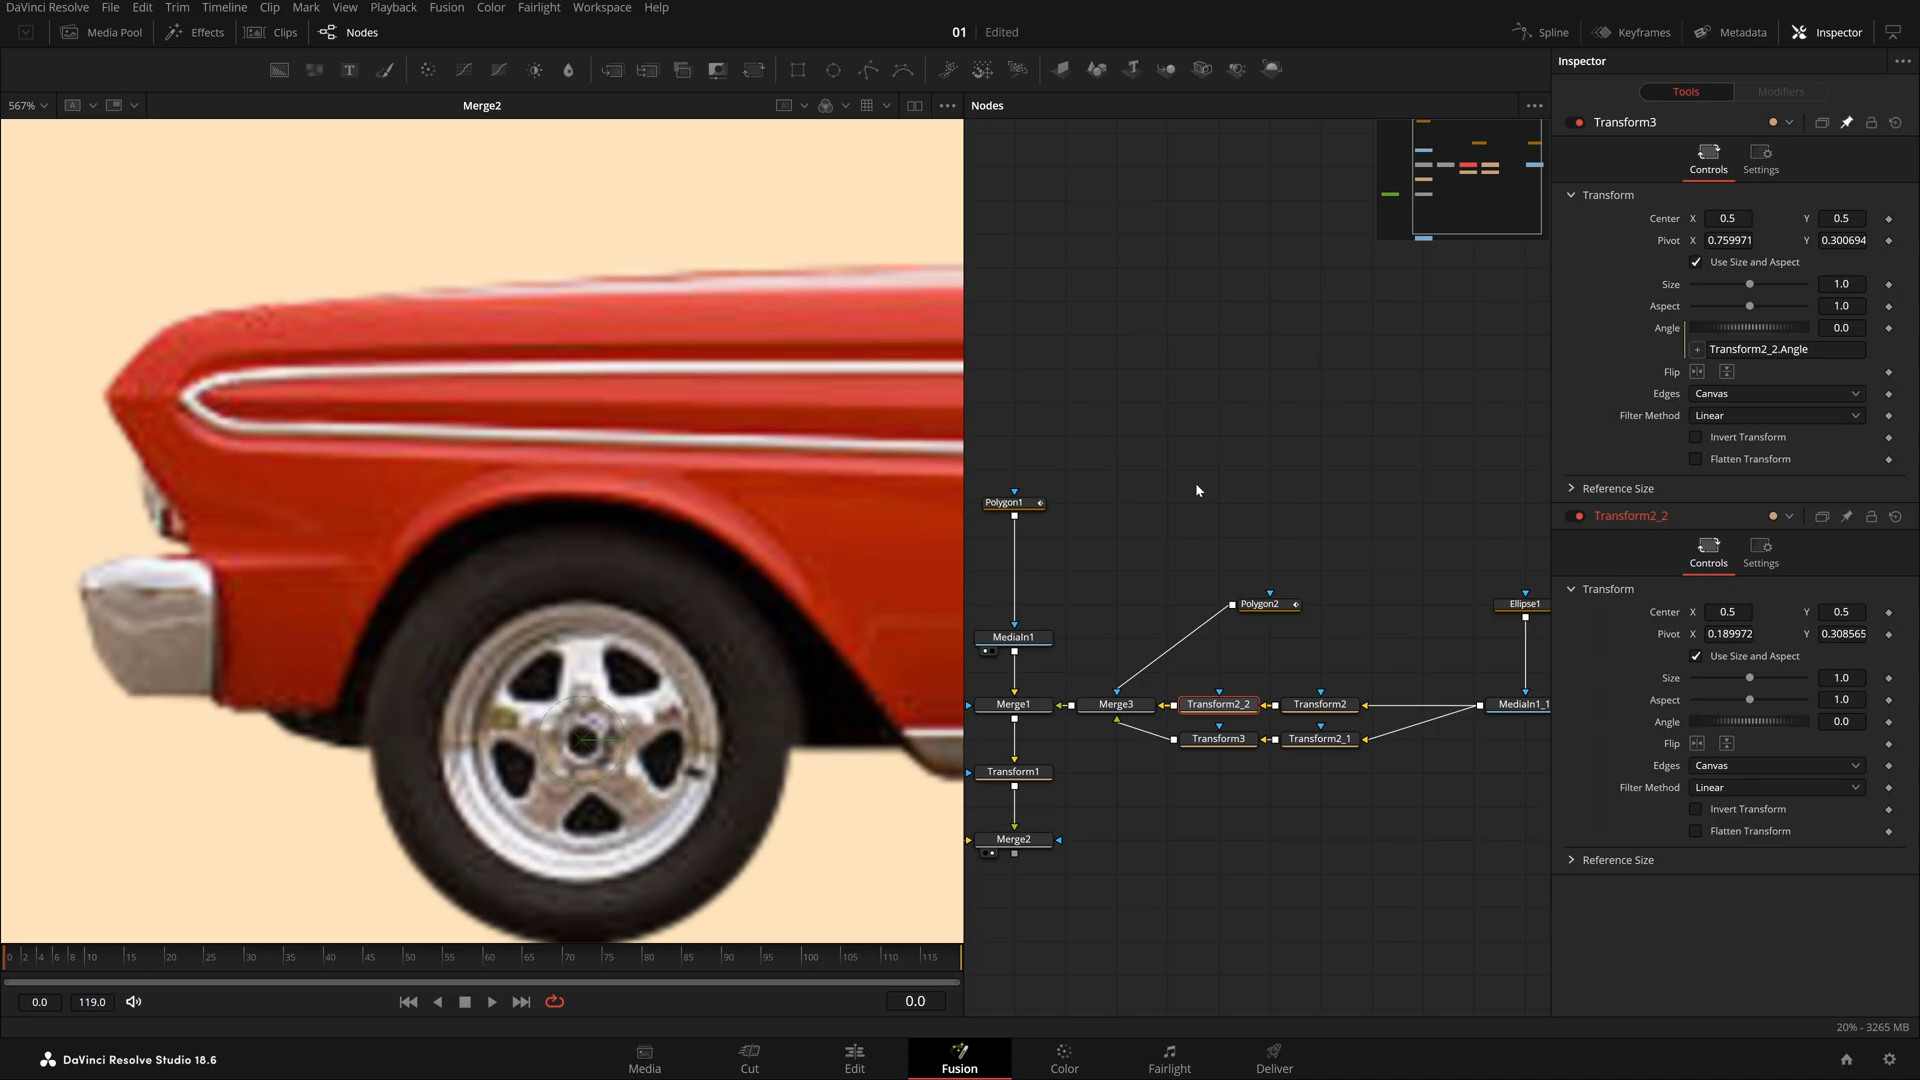 DaVinci Resolve File Edit Trim Timeline Clip Mark View Playback Fusion Color Fairlight Workspace Help
Media Pool Effects Clips Nodes 01 Edited Spline Keyframes Metadata Inspector
Inspector
567% A Merge2 Nodes
Tools Modifiers
Transform3
Controls Settings
Transform
Center X 0.5 Y 0.5
Pivot X 0.759971 Y 0.300694
Use Size and Aspect
Size 1.0
Aspect 1.0
Angle 0.0
+ Transform2_2.Angle
Flip
Edges Canvas
Filter Method Linear
Invert Transform
Flatten Transform
Reference Size
Transform2_2
Controls Settings
Transform
Center X 0.5 Y 0.5
Pivot X 0.189972 Y 0.308565
Use Size and Aspect
Size 1.0
Aspect 1.0
Angle 0.0
Flip
Edges Canvas
Filter Method Linear
Invert Transform
Flatten Transform
Reference Size
Polygon1
Polygon2 Ellipse1
MediaIn1
Merge1 Merge3 Transform2_2 Transform2 MediaIn1_1
Transform3 Transform2_1
Transform1
Merge2
0 2 4 6 8 10 15 20 25 30 35 40 45 50 55 60 65 70 75 80 85 90 95 100 105 110 115
0.0 119.0 0.0
20% - 3265 MB
DaVinci Resolve Studio 18.6 Media Cut Edit Fusion Color Fairlight Deliver